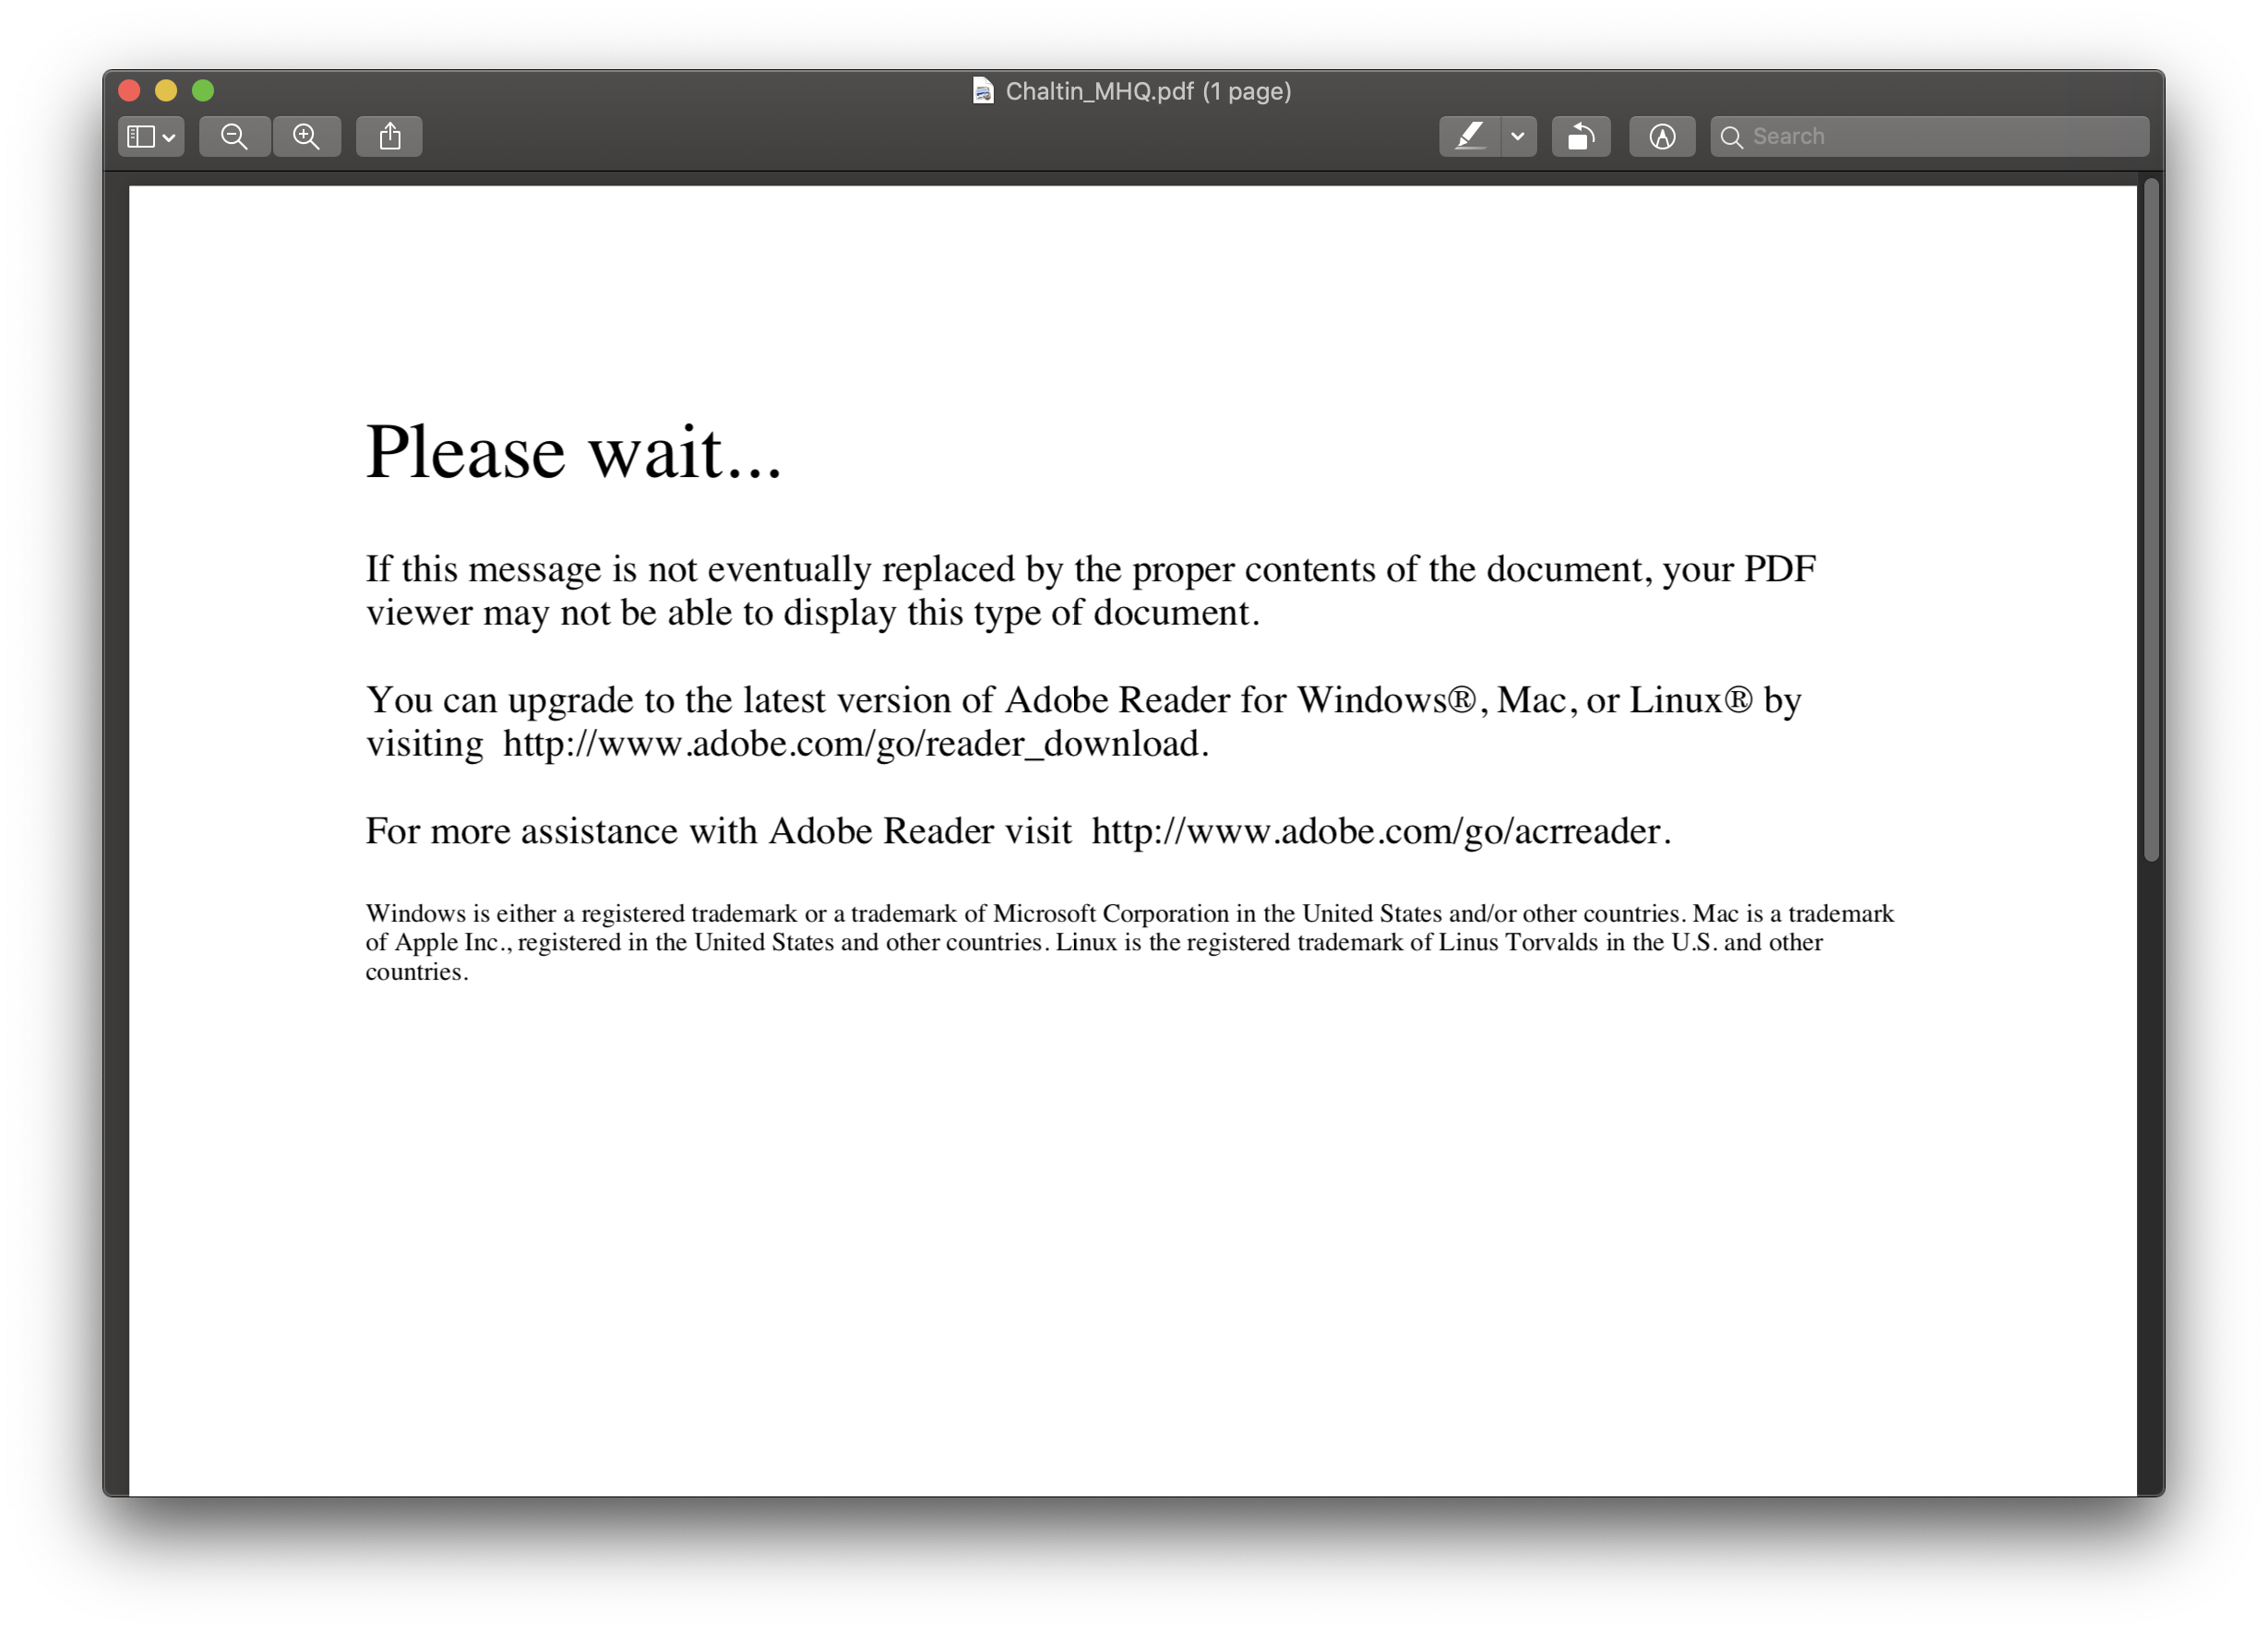 Chaltin_MHQ.pdf (1 page)
Search
Please wait...
If this message is not eventually replaced by the proper contents of the document, your PDF
viewer may not be able to display this type of document.
You can upgrade to the latest version of Adobe Reader for Windows®, Mac, or Linux® by
visiting  http://www.adobe.com/go/reader_download.
For more assistance with Adobe Reader visit  http://www.adobe.com/go/acrreader.
Windows is either a registered trademark or a trademark of Microsoft Corporation in the United States and/or other countries. Mac is a trademark
of Apple Inc., registered in the United States and other countries. Linux is the registered trademark of Linus Torvalds in the U.S. and other
countries.